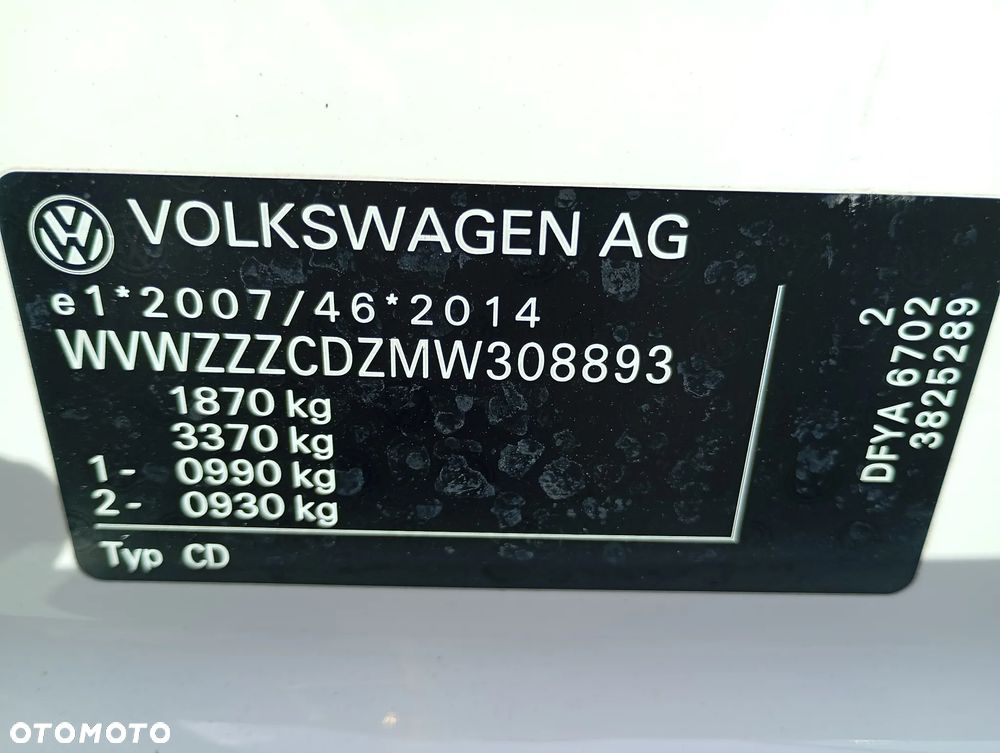 VOLKSWAGEN AG
e1*2007/46*2014
WVWZZZCDZMW308893
1870 kg
3370 kg
1- 0990 kg
2- 0930 kg
Typ CD
2
DFYA 6702
3825289
OTOMOTO